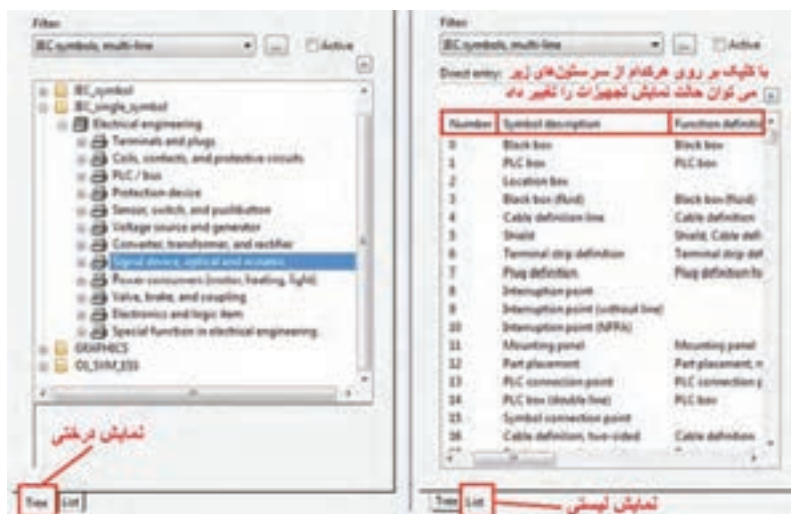 Filter:
IEC symbols, multi-line
...
Active
IEC_symbol
IEC_single_symbol
Electrical engineering
Terminals and plugs
Coils, contacts, and protective circuits
PLC / bus
Protection device
Sensor, switch, and pushbutton
Voltage source and generator
Converter, transformer, and rectifier
Signal device, optical and acoustic
Power consumers (motor, heating, light)
Valve, brake, and coupling
Electronics and logic item
Special function in electrical engineering
GRAPHICS
OS_SYM_ESS
نمایش درختی
Tree List
Filter:
IEC symbols, multi-line
...
Active
Direct entry:
با کلیک بر روی هرکدام از سرستون‌های زیر
می توان حالت نمایش تجهیزات را تغییر داد
Number Symbol description Function definitio
0 Black box Black box
1 PLC box PLC box
2 Location box
3 Black box (fluid) Black box (fluid)
4 Cable definition line Cable definition
5 Shield Shield, Cable defi
6 Terminal strip definition Terminal strip def
7 Plug definition Plug definition
8 Interruption point
9 Interruption point (without line)
10 Interruption point (NFPA)
11 Mounting panel Mounting panel
12 Part placement Part placement, n
13 PLC connection point PLC connection p
14 PLC box (double line) PLC box
15 Symbol connection point
16 Cable definition, two-sided Cable definition
نمایش لیستی
Tree List